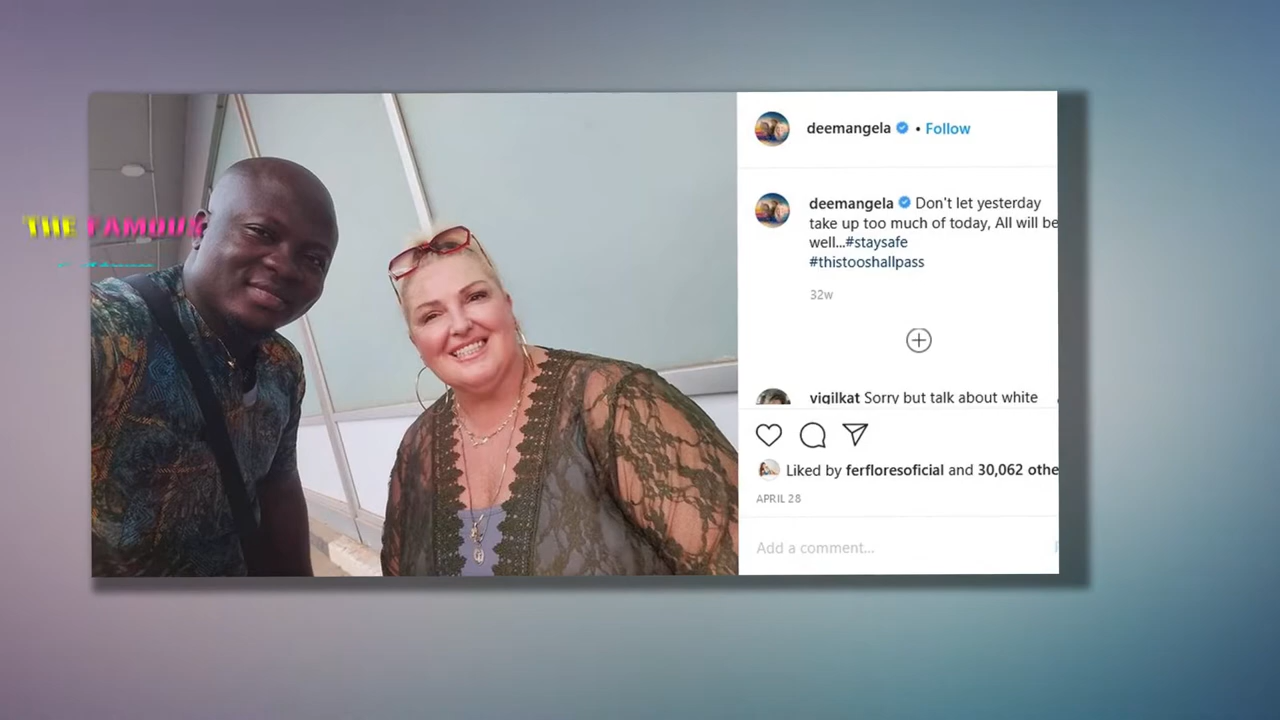 THE FAMOUS
deemangela • Follow
deemangela Don't let yesterday
take up too much of today, All will be
well...#staysafe
#thistooshallpass
32w
vigilkat Sorry but talk about white
Liked by ferfloresoficial and 30,062 othe
APRIL 28
Add a comment...